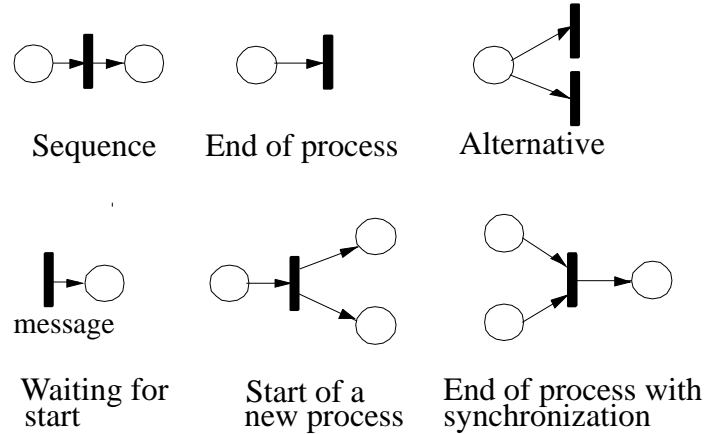 Sequence
End of process
Alternative
message
Waiting for
start
Start of a
new process
End of process with
synchronization